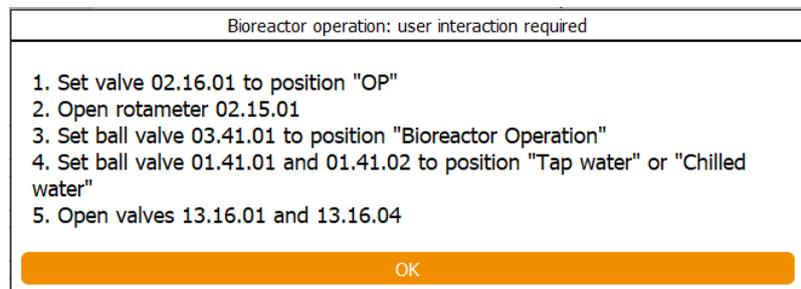 Bioreactor operation: user interaction required
1. Set valve 02.16.01 to position "OP"
2. Open rotameter 02.15.01
3. Set ball valve 03.41.01 to position "Bioreactor Operation"
4. Set ball valve 01.41.01 and 01.41.02 to position "Tap water" or "Chilled
water"
5. Open valves 13.16.01 and 13.16.04
OK